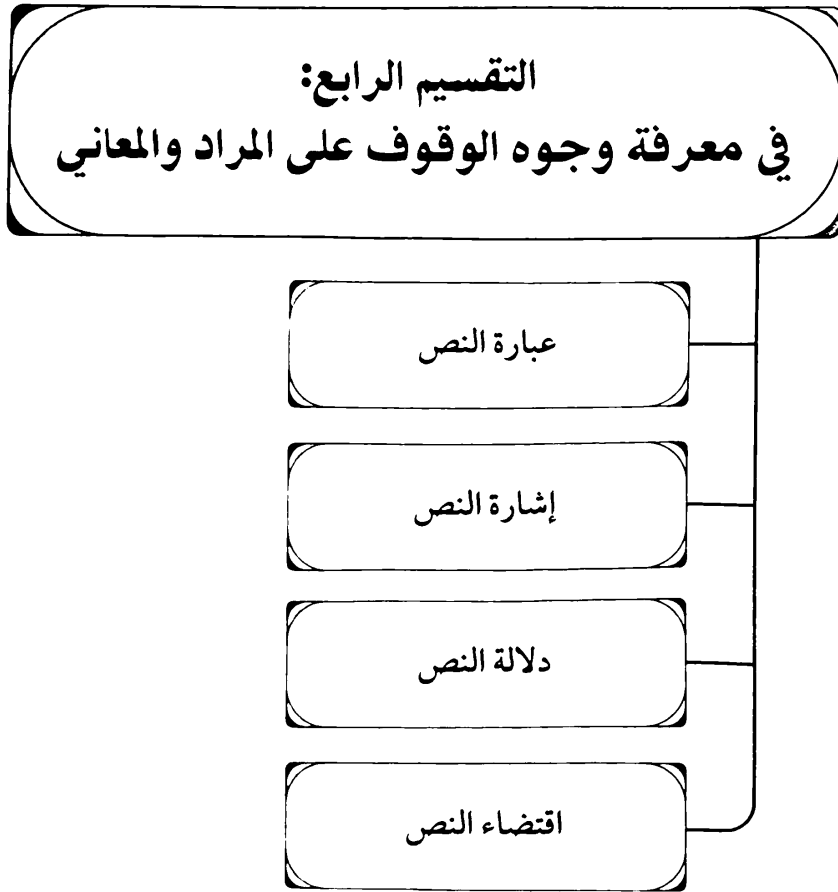 التقسيم الرابع:
في معرفة وجوه الوقوف على المراد والمعاني
عبارة النص
إشارة النص
دلالة النص
اقتضاء النص